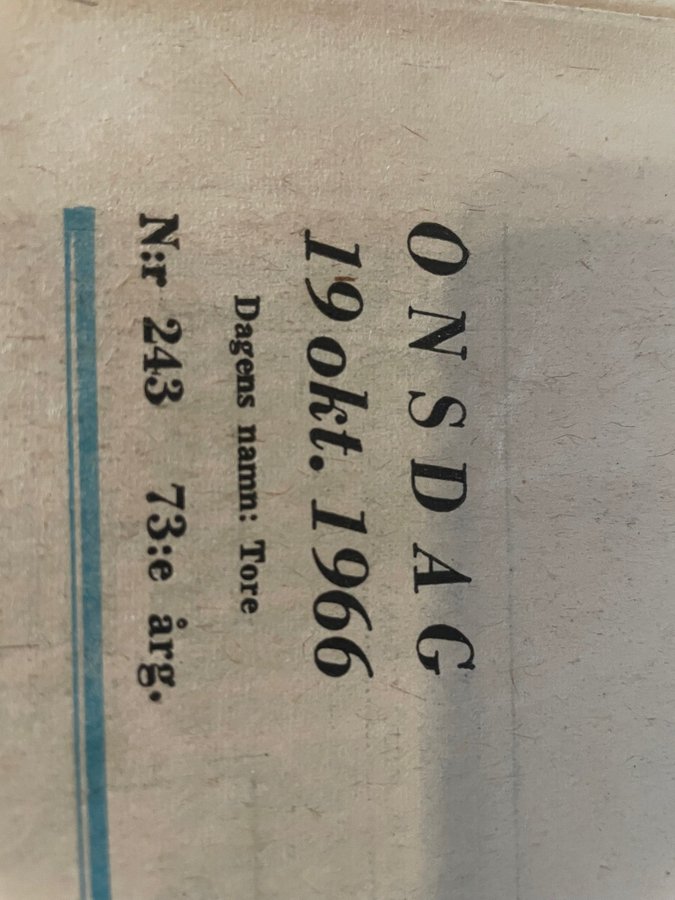 ONSDAG
19 okt. 1966
Dagens namn: Tore
N:r 243 73:e årg.